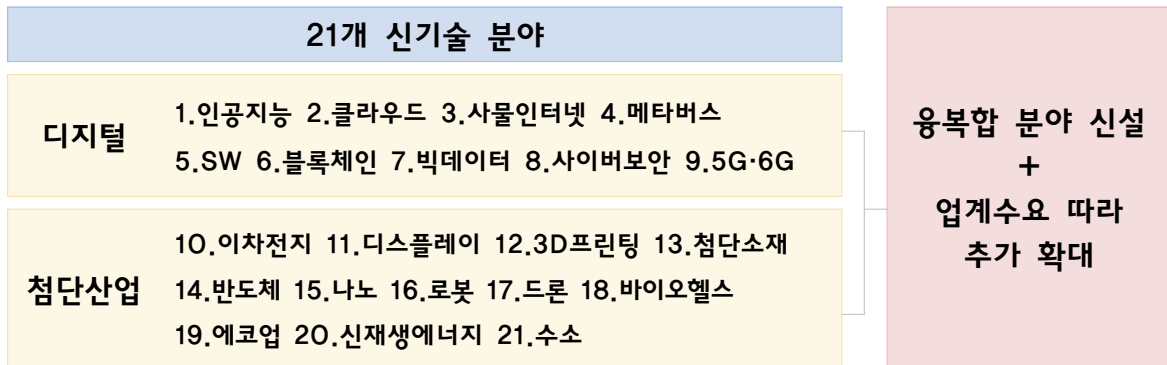 21개 신기술 분야
디지털
1.인공지능 2.클라우드 3.사물인터넷 4.메타버스
5.SW 6.블록체인 7.빅데이터 8.사이버보안 9.5G·6G
첨단산업
10.이차전지 11.디스플레이 12.3D프린팅 13.첨단소재
14.반도체 15.나노 16.로봇 17.드론 18.바이오헬스
19.에코업 20.신재생에너지 21.수소
융복합 분야 신설
+
업계수요 따라
추가 확대